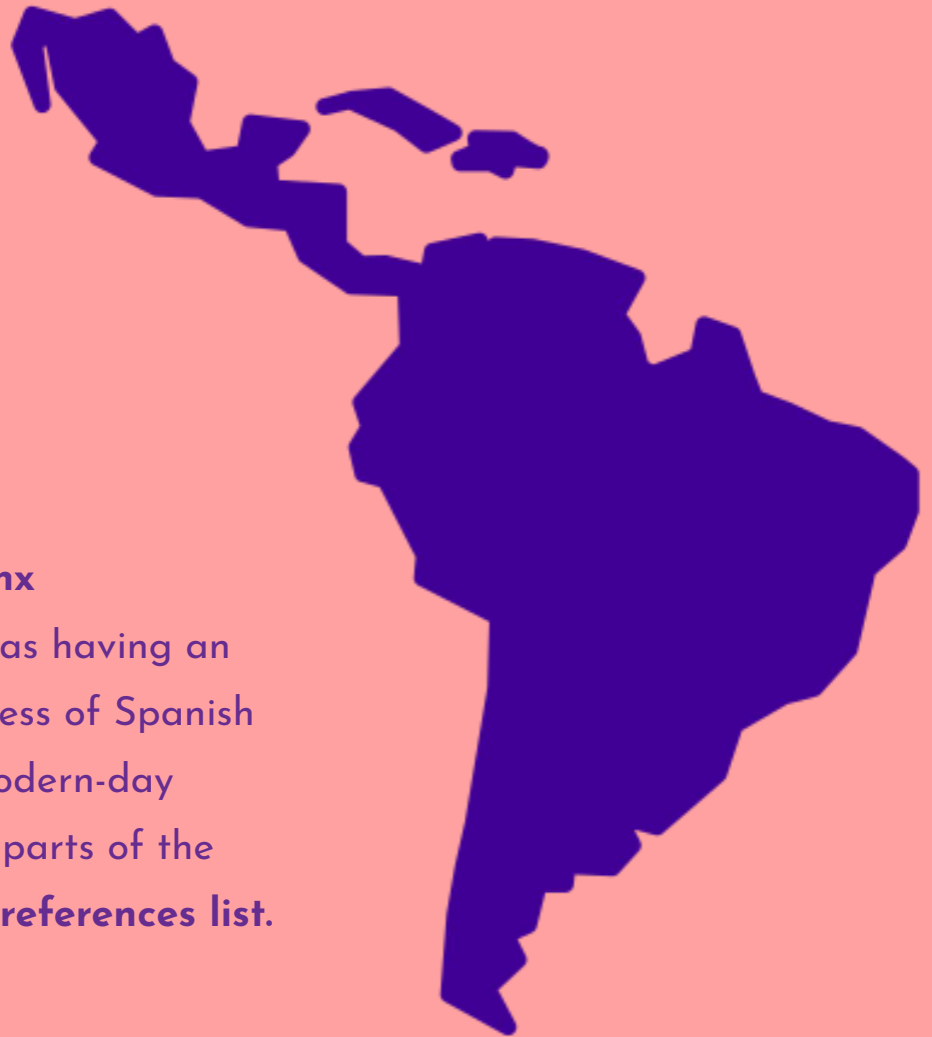 nx
as having an
ess of Spanish
odern-day
parts of the
references list.